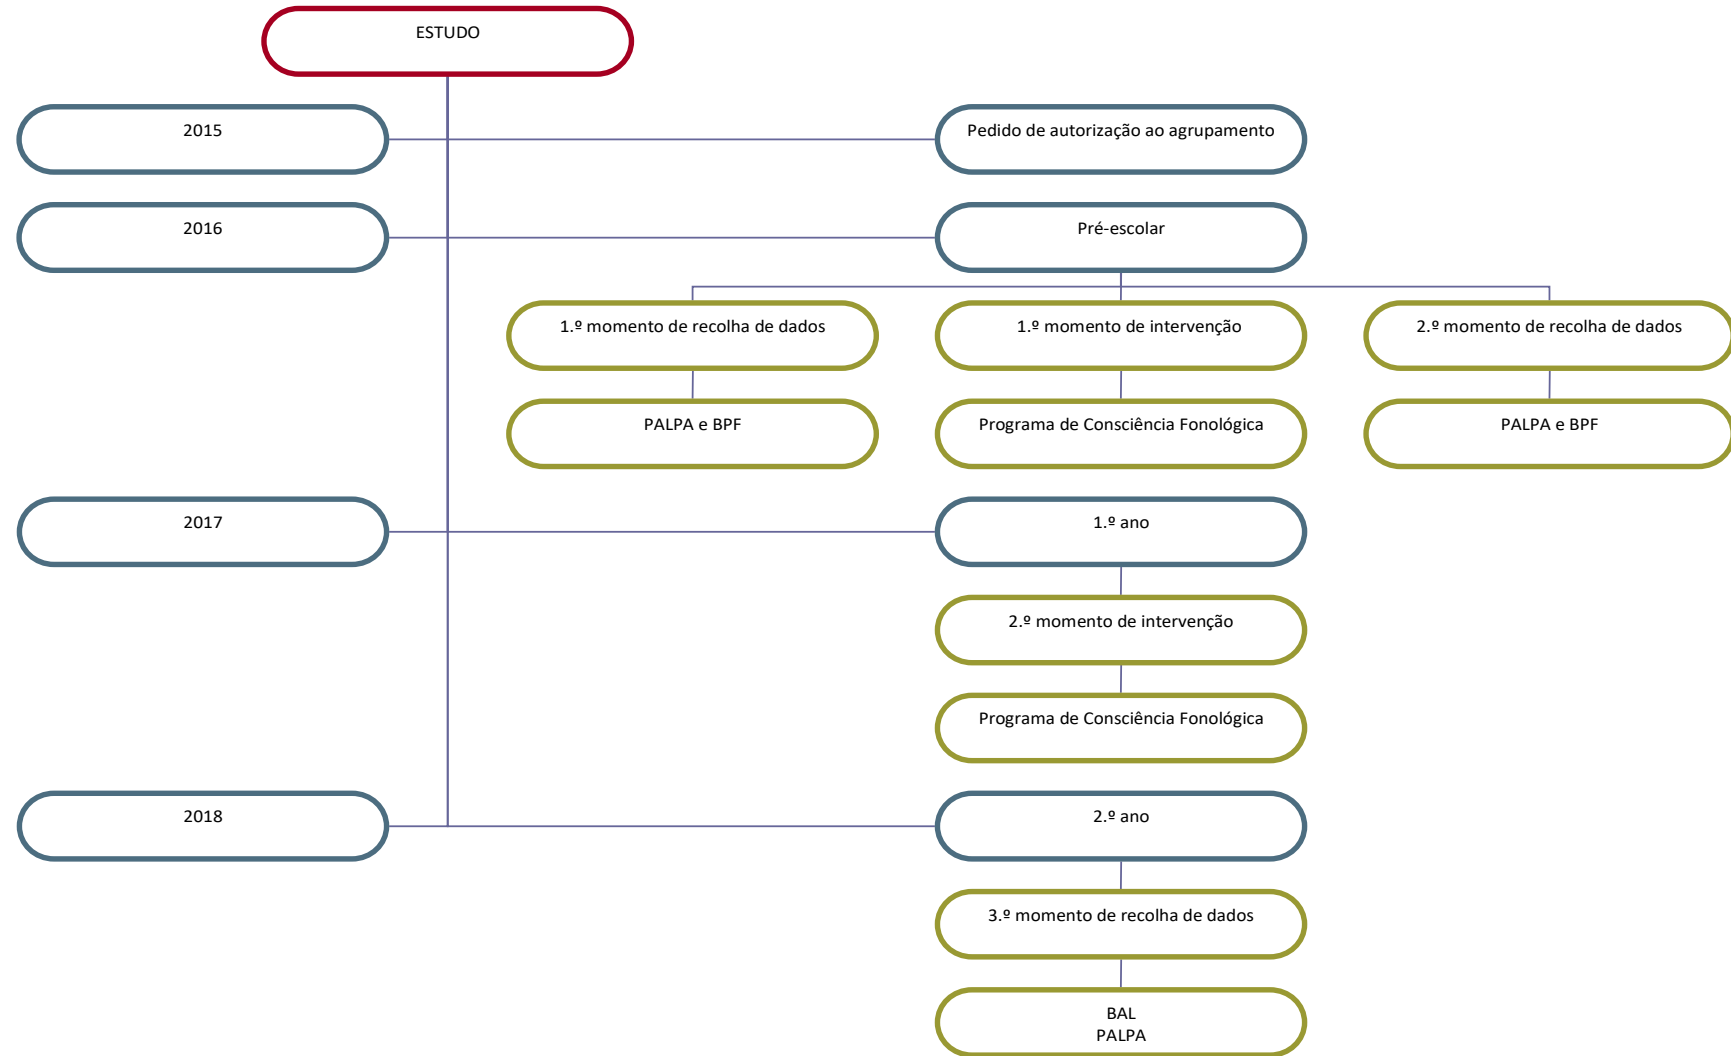 ESTUDO
2015
Pedido de autorização ao agrupamento
2016
Pré-escolar
1.º momento de recolha de dados
1.º momento de intervenção
2.º momento de recolha de dados
PALPA e BPF
Programa de Consciência Fonológica
PALPA e BPF
2017
1.º ano
2.º momento de intervenção
Programa de Consciência Fonológica
2018
2.º ano
3.º momento de recolha de dados
BAL
PALPA